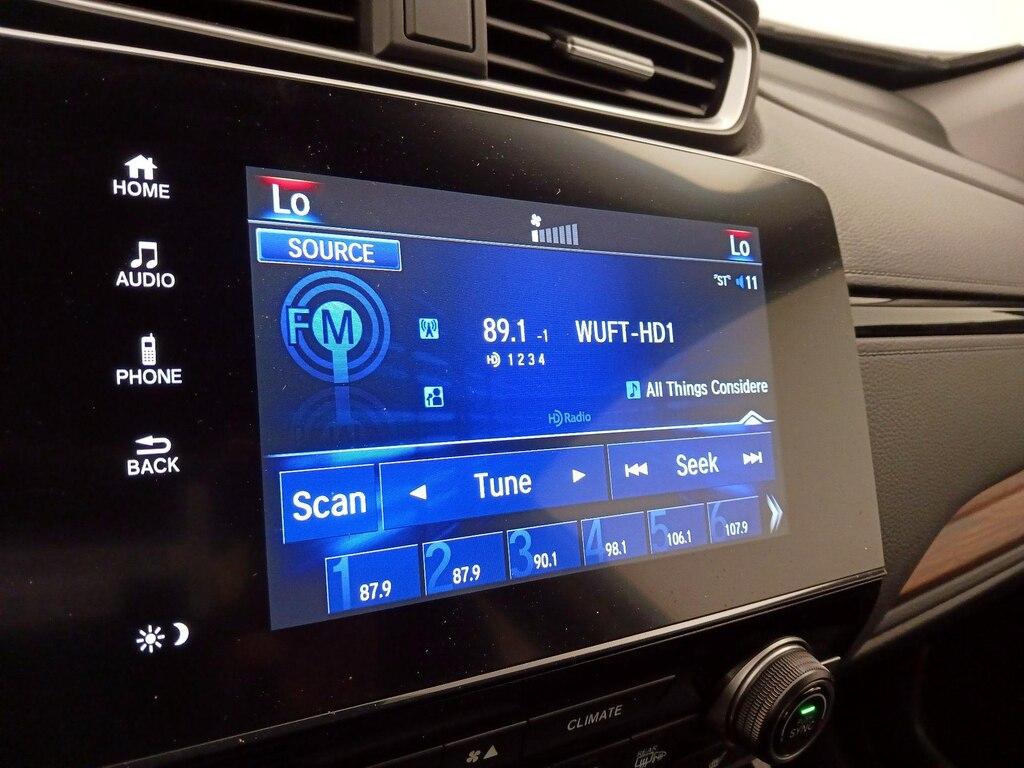 HOME
AUDIO
PHONE
BACK
Lo
Lo
SOURCE
"ST" 11
FM
89.1 -1 WUFT-HD1
HD 1 2 3 4
All Things Considere
HD Radio
Scan
Tune
Seek
1 87.9
2 87.9
3 90.1
4 98.1
5 106.1
6 107.9
CLIMATE
SYNC
REAR